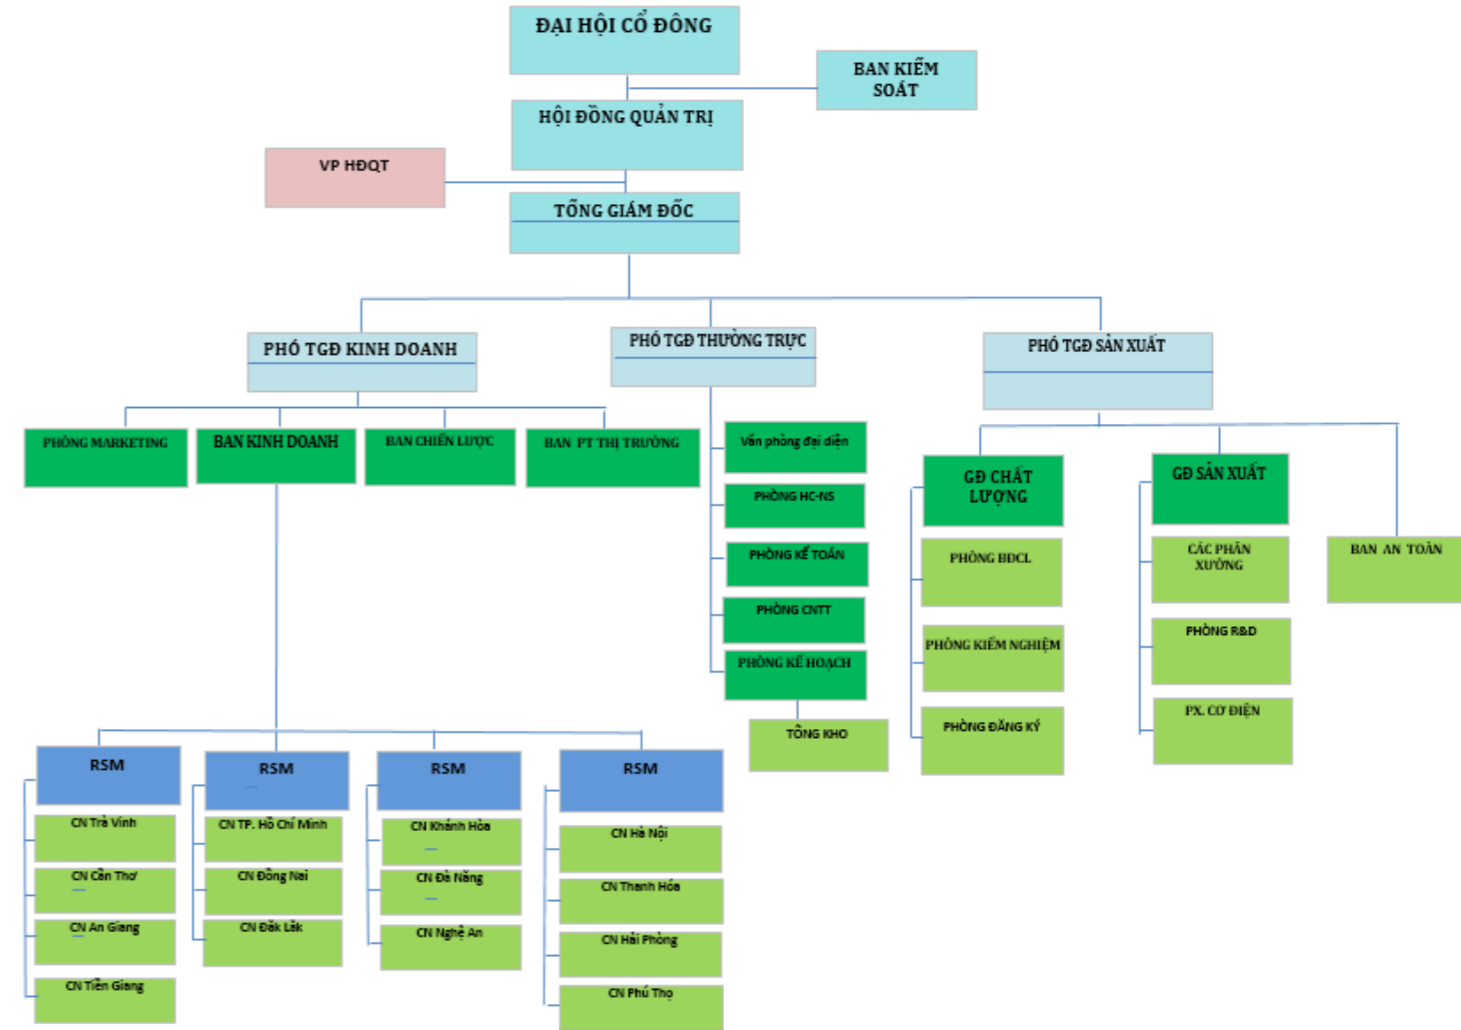 ĐẠI HỘI CỔ ĐÔNG
BAN KIỂM
SOÁT
HỘI ĐỒNG QUẢN TRỊ
VP HĐQT
TỔNG GIÁM ĐỐC
PHÓ TGĐ KINH DOANH
PHÓ TGĐ THƯỜNG TRỰC
PHÓ TGĐ SẢN XUẤT
PHÒNG MARKETING
BAN KINH DOANH
BAN CHIẾN LƯỢC
BAN PT THỊ TRƯỜNG
Văn phòng đại diện
PHÒNG HC-NS
PHÒNG KẾ TOÁN
PHÒNG CNTT
PHÒNG KẾ HOẠCH
TỔNG KHO
GĐ CHẤT
LƯỢNG
PHÒNG BĐCL
PHÒNG KIỂM NGHIỆM
PHÒNG ĐĂNG KÝ
GĐ SẢN XUẤT
CÁC PHÂN
XƯỞNG
PHÒNG R&D
PX. CƠ ĐIỆN
BAN AN TOÀN
RSM
CN Trà Vinh
CN Cần Thơ
CN An Giang
CN Tiền Giang
RSM
CN TP. Hồ Chí Minh
CN Đồng Nai
CN Đăk Lăk
RSM
CN Khánh Hòa
CN Đà Nẵng
CN Nghệ An
RSM
CN Hà Nội
CN Thanh Hóa
CN Hải Phòng
CN Phú Thọ